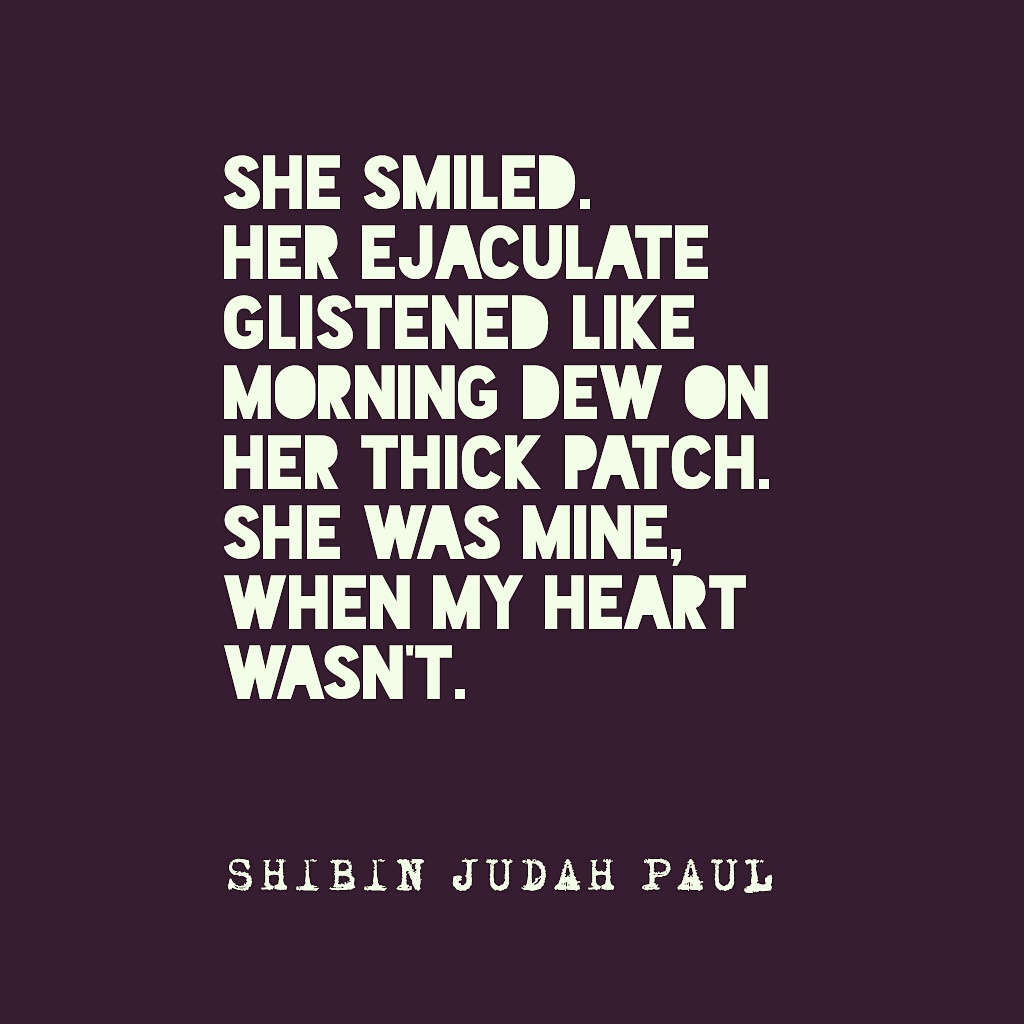 SHE SMILED.
HER EJACULATE
GLISTENED LIKE
MORNING DEW ON
HER THICK PATCH.
SHE WAS MINE,
WHEN MY HEART
WASN'T.
SHIBIN JUDAH PAUL